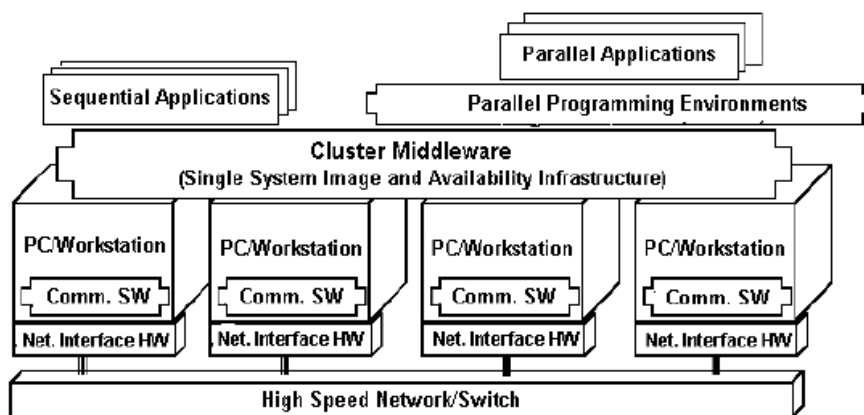 Parallel Applications
Sequential Applications
Parallel Programming Environments
Cluster Middleware
(Single System Image and Availability Infrastructure)
PC/Workstation
PC/Workstation
PC/Workstation
PC/Workstation
Comm. SW
Comm. SW
Comm. SW
Comm. SW
Net. Interface HW
Net. Interface HW
Net. Interface HW
Net. Interface HW
High Speed Network/Switch